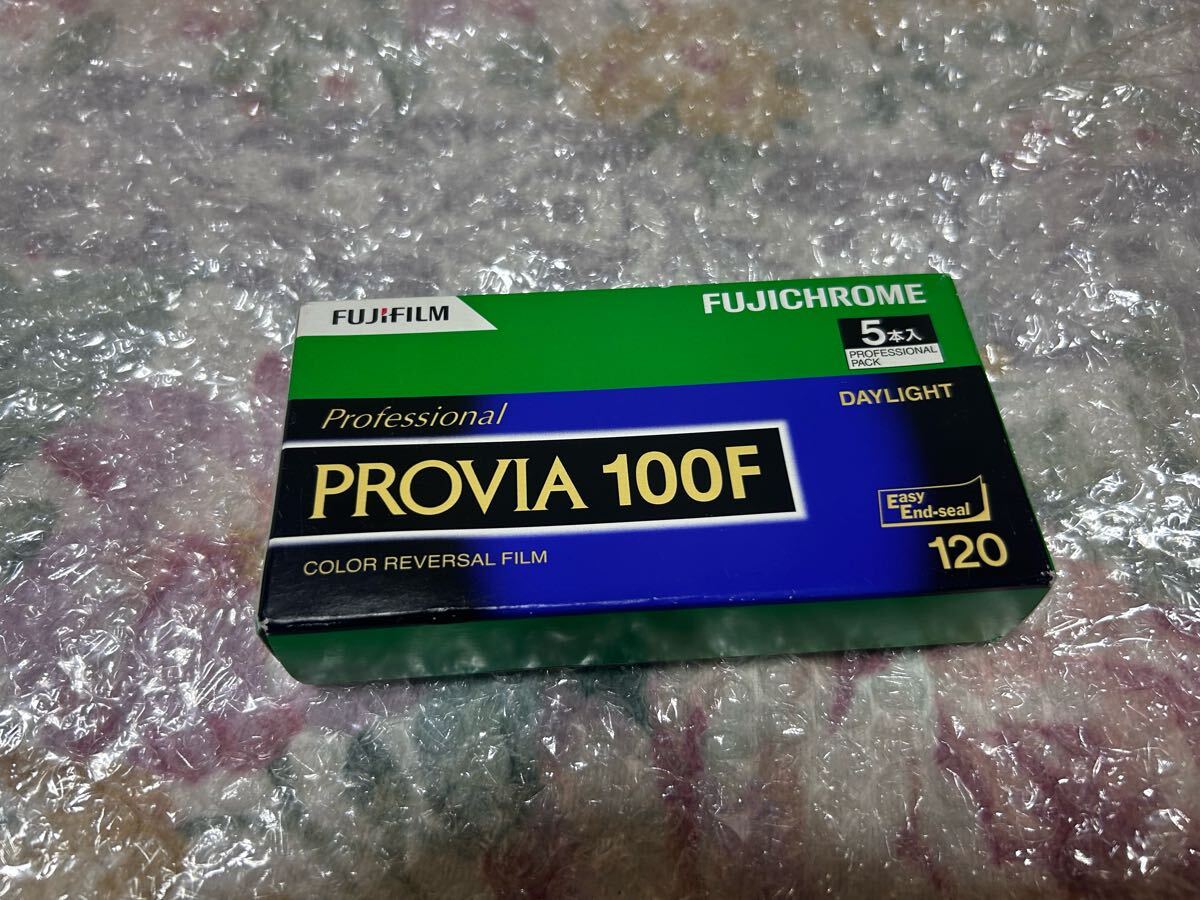 FUJIFILM
FUJICHROME
5本入
PROFESSIONAL
PACK
Professional
DAYLIGHT
PROVIA 100F
Easy
End-seal
COLOR REVERSAL FILM
120